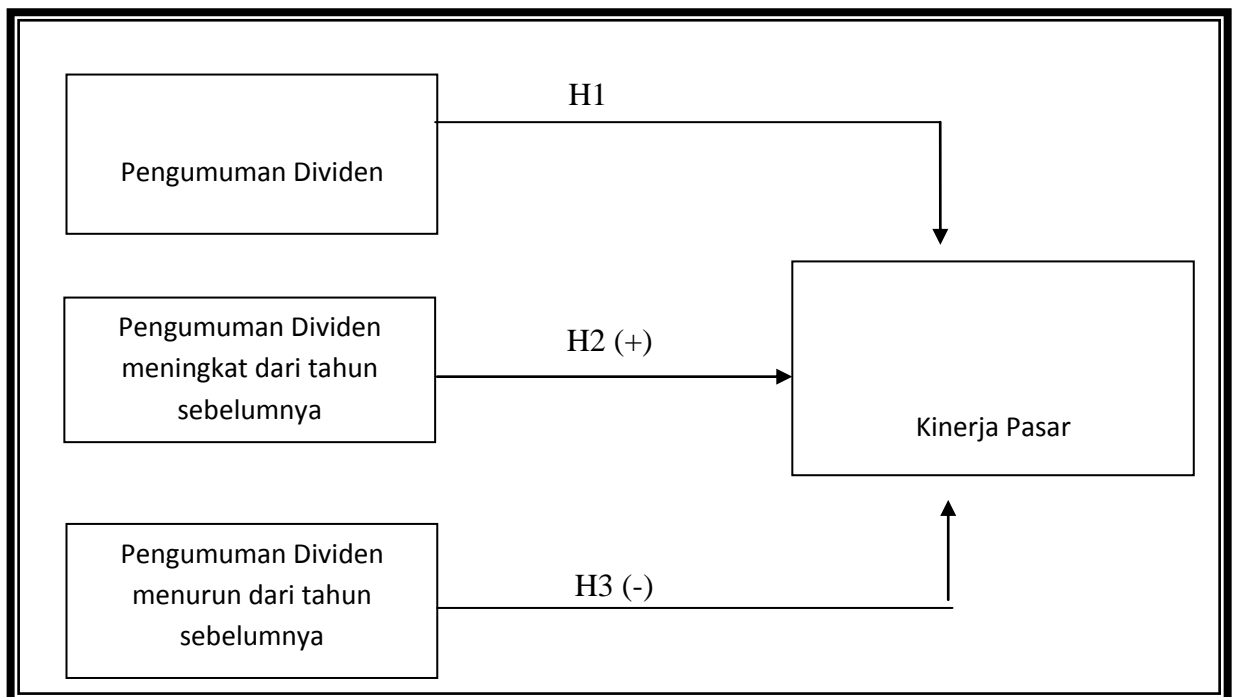 H1
Pengumuman Dividen
Pengumuman Dividen
meningkat dari tahun
sebelumnya
H2 (+)
Kinerja Pasar
Pengumuman Dividen
menurun dari tahun
sebelumnya
H3 (-)